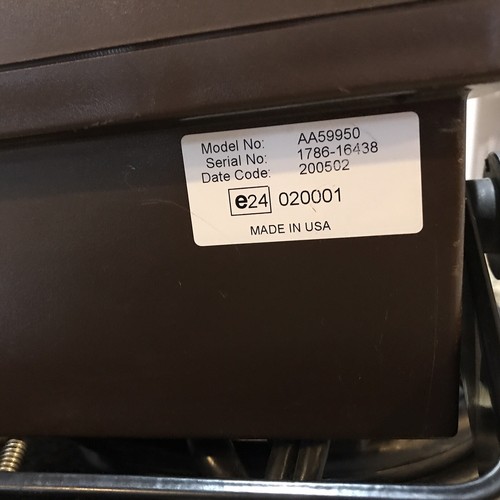 Model No: AA59950
Serial No: 1786-16438
Date Code: 200502
e24 020001
MADE IN USA